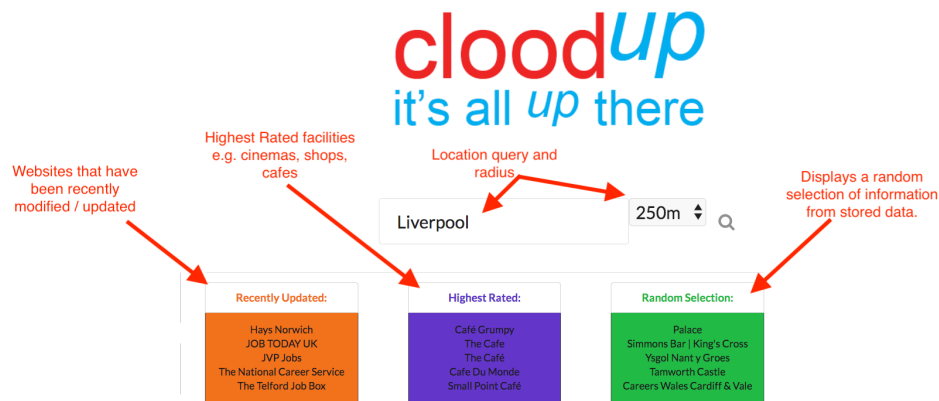 cloodup
it's all up there
Highest Rated facilities
e.g. cinemas, shops,
cafes
Location query and
radius
Websites that have
been recently
modified / updated
Displays a random
selection of information
from stored data.
Liverpool
250m
Recently Updated:
Hays Norwich
JOB TODAY UK
JVP Jobs
The National Career Service
The Telford Job Box
Highest Rated:
Café Grumpy
The Cafe
The Café
Cafe Du Monde
Small Point Café
Random Selection:
Palace
Simmons Bar | King's Cross
Ysgol Nant y Groes
Tamworth Castle
Careers Wales Cardiff & Vale